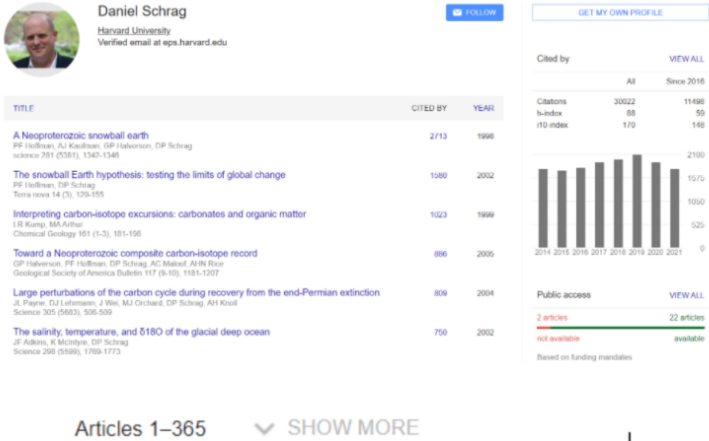 Daniel Schrag
FOLLOW
Harvard University
Verified email at eps.harvard.edu
TITLE CITED BY YEAR
A Neoproterozoic snowball earth 2713 1998
PF Hoffman, AJ Kaufman, GP Halverson, DP Schrag
science 281 (5381), 1342-1346
The snowball Earth hypothesis: testing the limits of global change 1580 2002
PF Hoffman, DP Schrag
Terra nova 14 (3), 129-155
Interpreting carbon-isotope excursions: carbonates and organic matter 1023 1999
LR Kump, MA Arthur
Chemical Geology 161 (1-3), 181-198
Toward a Neoproterozoic composite carbon-isotope record 886 2005
GP Halverson, PF Hoffman, DP Schrag, AC Maloof, AHN Rice
Geological Society of America Bulletin 117 (9-10), 1181-1207
Large perturbations of the carbon cycle during recovery from the end-Permian extinction 809 2004
JL Payne, DJ Lehrmann, J Wei, MJ Orchard, DP Schrag, AH Knoll
Science 305 (5683), 506-509
The salinity, temperature, and δ18O of the glacial deep ocean 750 2002
JF Adkins, K McIntyre, DP Schrag
Science 298 (5599), 1769-1773
Articles 1–365 SHOW MORE
GET MY OWN PROFILE
Cited by VIEW ALL
All Since 2016
Citations 30022 11498
h-index 88 59
i10-index 170 148
2100
1575
1050
525
0
2014 2015 2016 2017 2018 2019 2020 2021
Public access VIEW ALL
2 articles 22 articles
not available available
Based on funding mandates